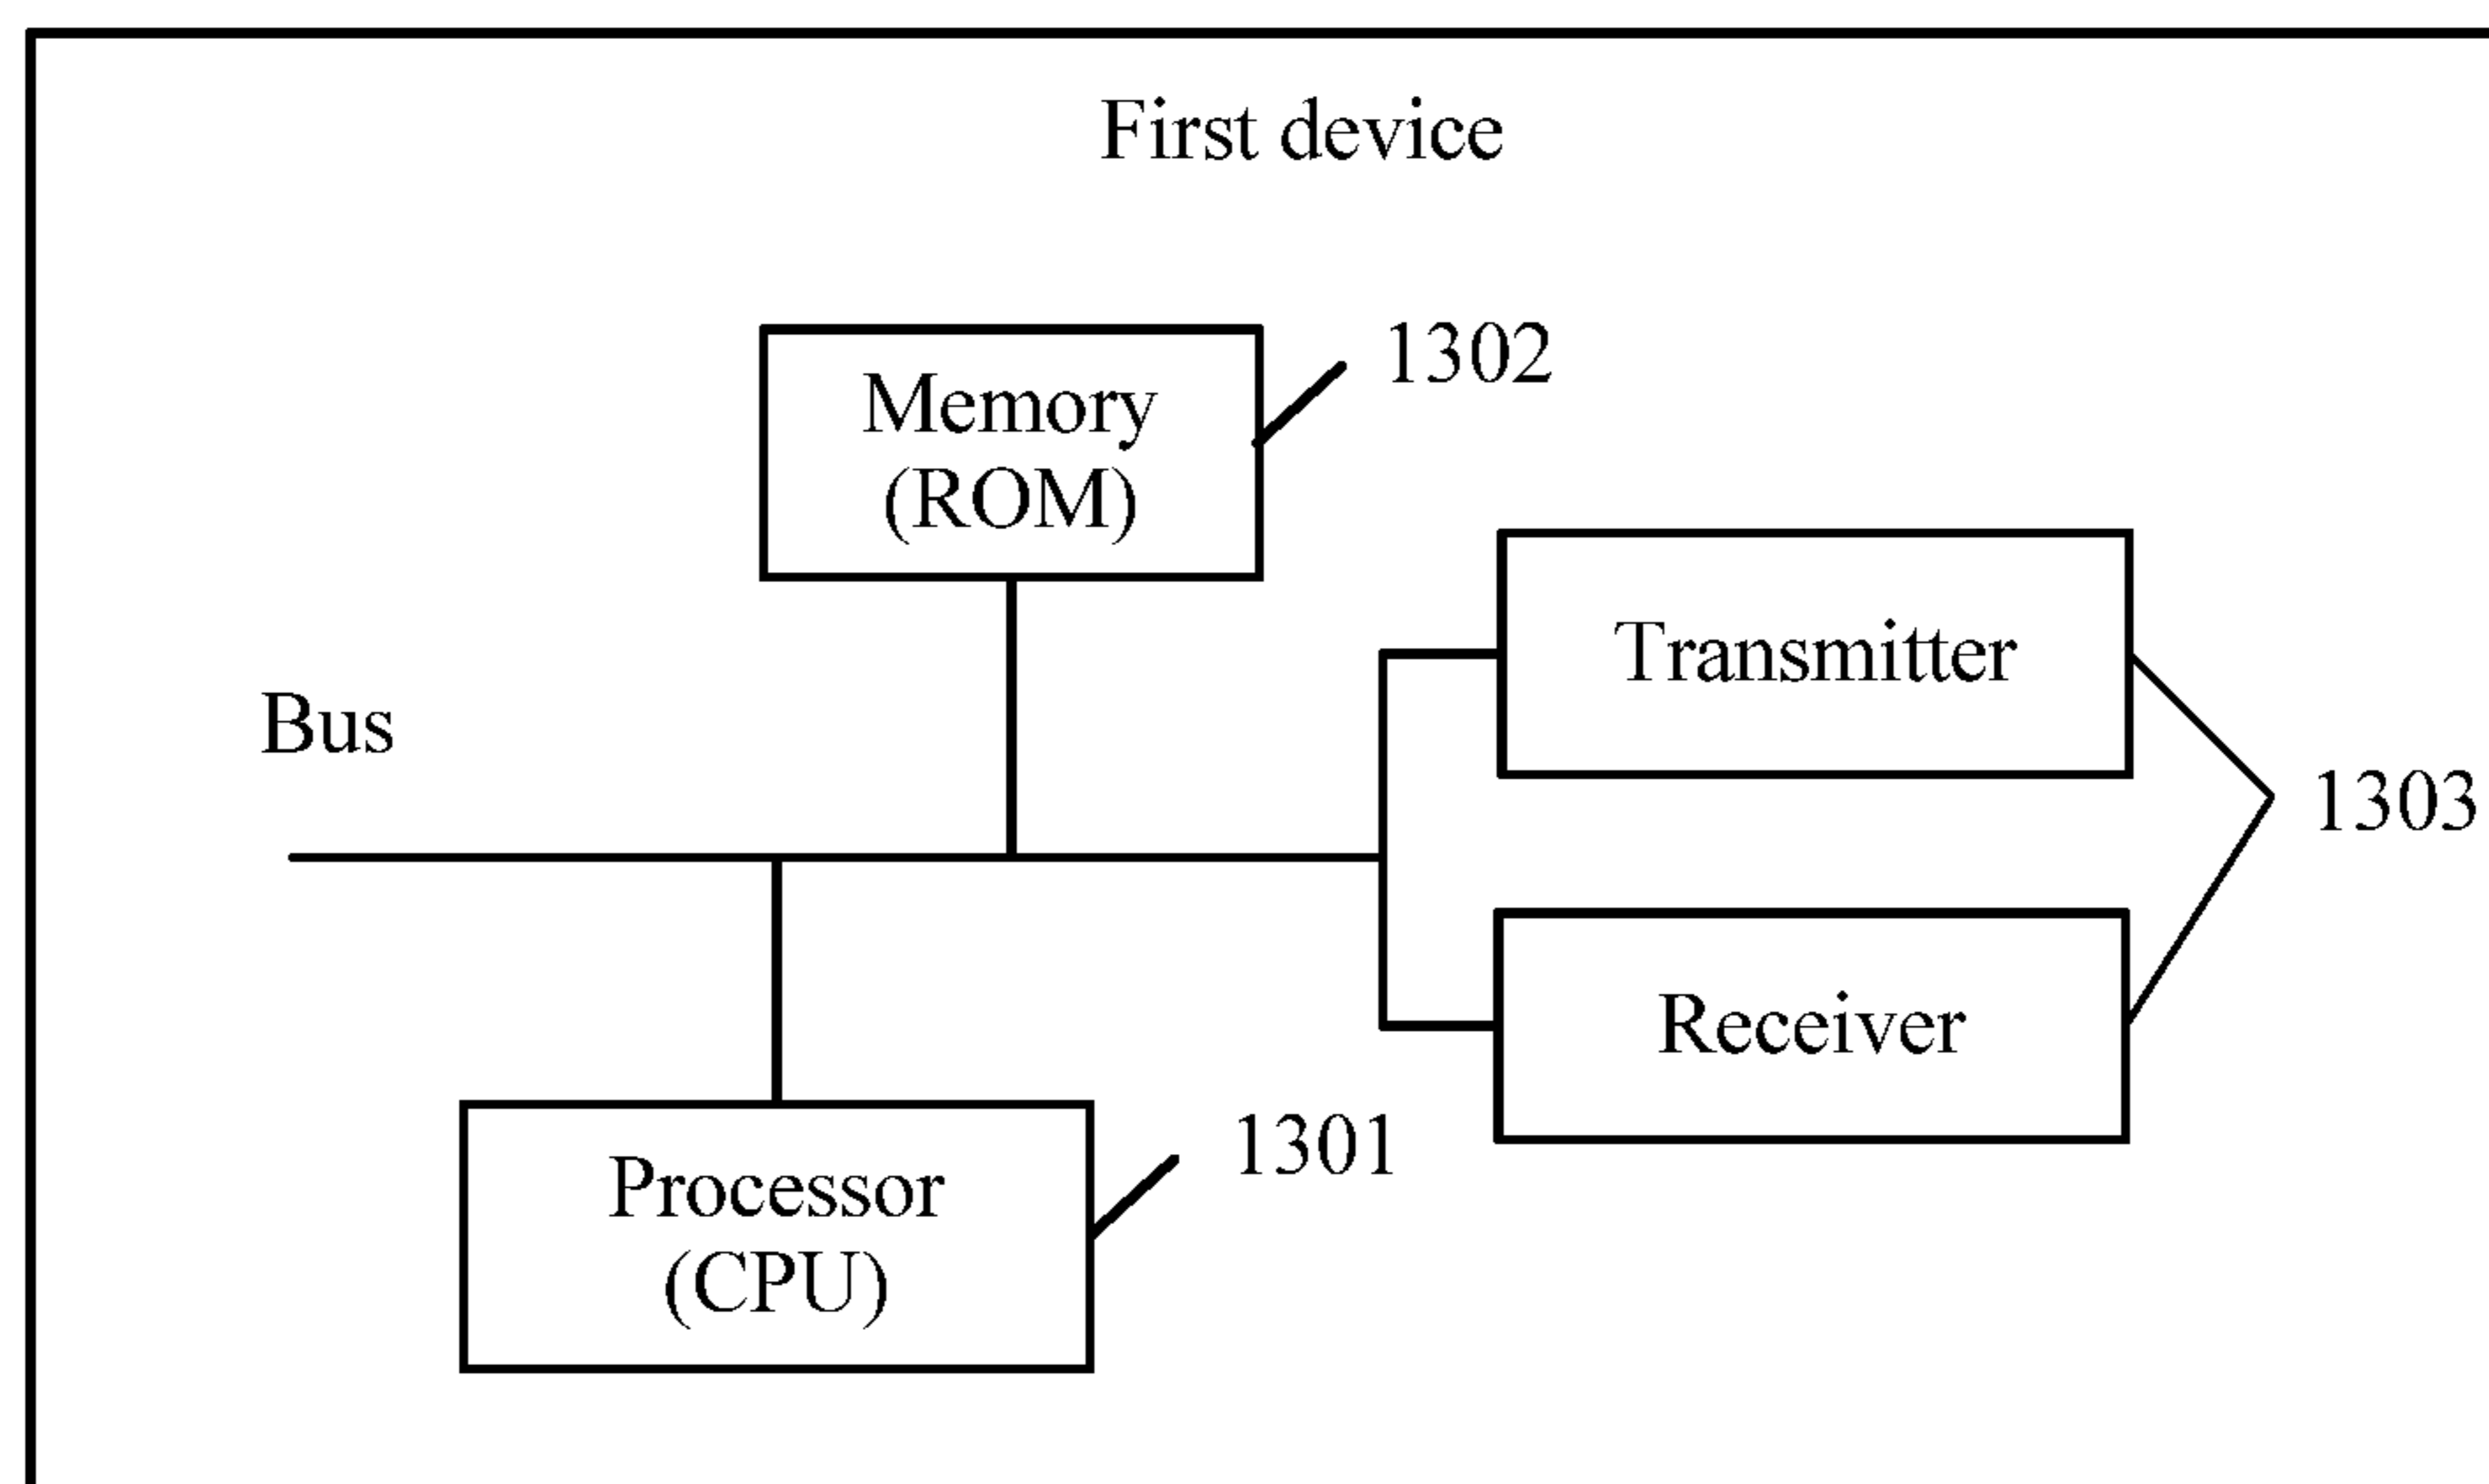 First device
Memory
(ROM)
1302
Transmitter
Bus
1303
Receiver
Processor
(CPU)
1301